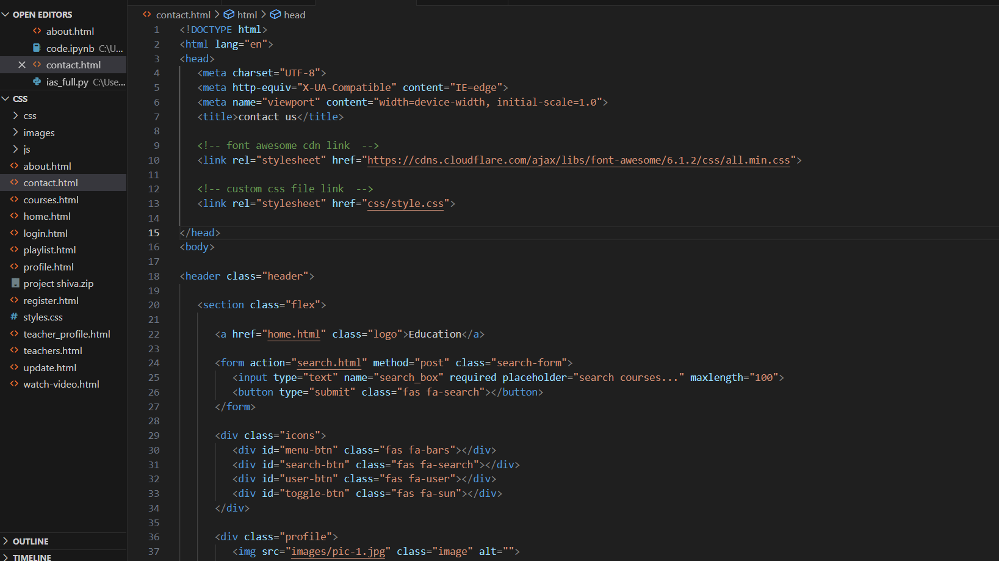 OPEN EDITORS
about.html
code.ipynb C:\U...
contact.html
ias_full.py C:\Use...
CSS
css
images
js
about.html
contact.html
courses.html
home.html
login.html
playlist.html
profile.html
project shiva.zip
register.html
styles.css
teacher_profile.html
teachers.html
update.html
watch-video.html
OUTLINE
TIMELINE
contact.html > html > head
1 <!DOCTYPE html>
2 <html lang="en">
3 <head>
4 <meta charset="UTF-8">
5 <meta http-equiv="X-UA-Compatible" content="IE=edge">
6 <meta name="viewport" content="width=device-width, initial-scale=1.0">
7 <title>contact us</title>
8
9 <!-- font awesome cdn link  -->
10 <link rel="stylesheet" href="https://cdns.cloudflare.com/ajax/libs/font-awesome/6.1.2/css/all.min.css">
11
12 <!-- custom css file link  -->
13 <link rel="stylesheet" href="css/style.css">
14
15 </head>
16 <body>
17
18 <header class="header">
19
20 <section class="flex">
21
22 <a href="home.html" class="logo">Education</a>
23
24 <form action="search.html" method="post" class="search-form">
25 <input type="text" name="search_box" required placeholder="search courses..." maxlength="100">
26 <button type="submit" class="fas fa-search"></button>
27 </form>
28
29 <div class="icons">
30 <div id="menu-btn" class="fas fa-bars"></div>
31 <div id="search-btn" class="fas fa-search"></div>
32 <div id="user-btn" class="fas fa-user"></div>
33 <div id="toggle-btn" class="fas fa-sun"></div>
34 </div>
35
36 <div class="profile">
37 <img src="images/pic-1.jpg" class="image" alt="">